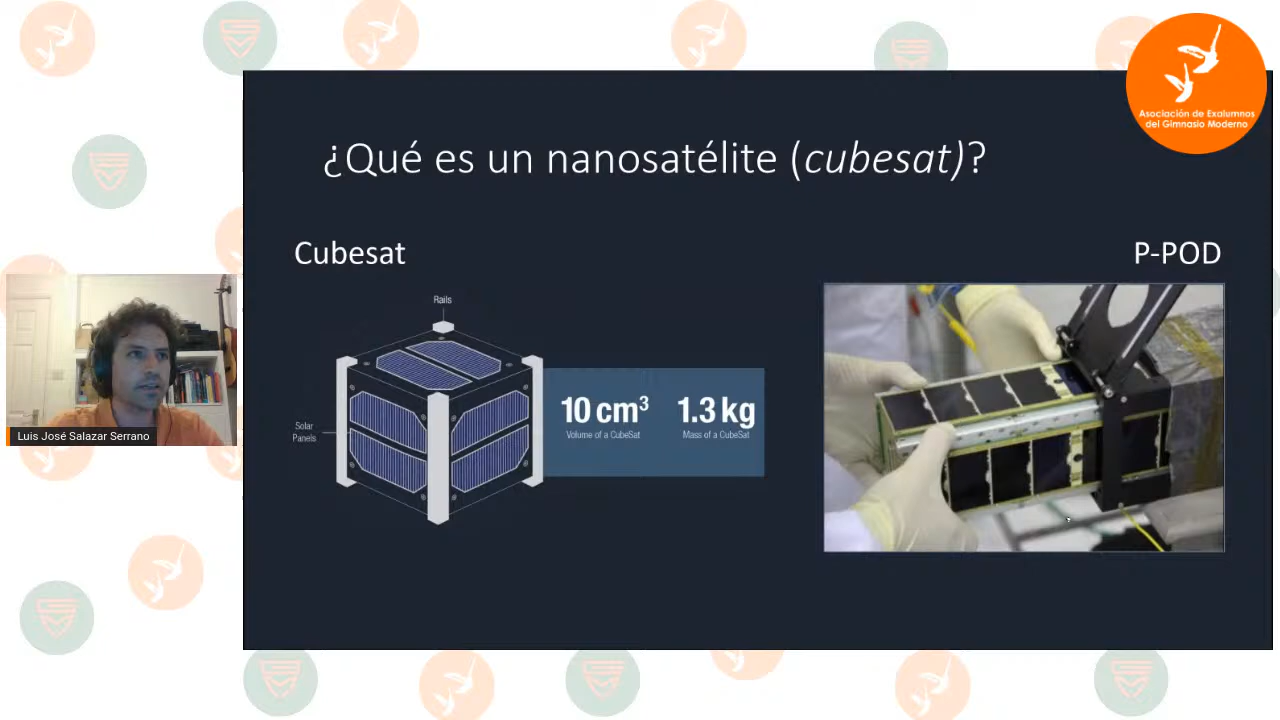 Asociación de Exalumnos
del Gimnasio Moderno
¿Qué es un nanosatélite (cubesat)?
Cubesat
P-POD
Rails
Solar
Panels
10 cm³
Volume of a CubeSat
1.3 kg
Mass of a CubeSat
Luis José Salazar Serrano